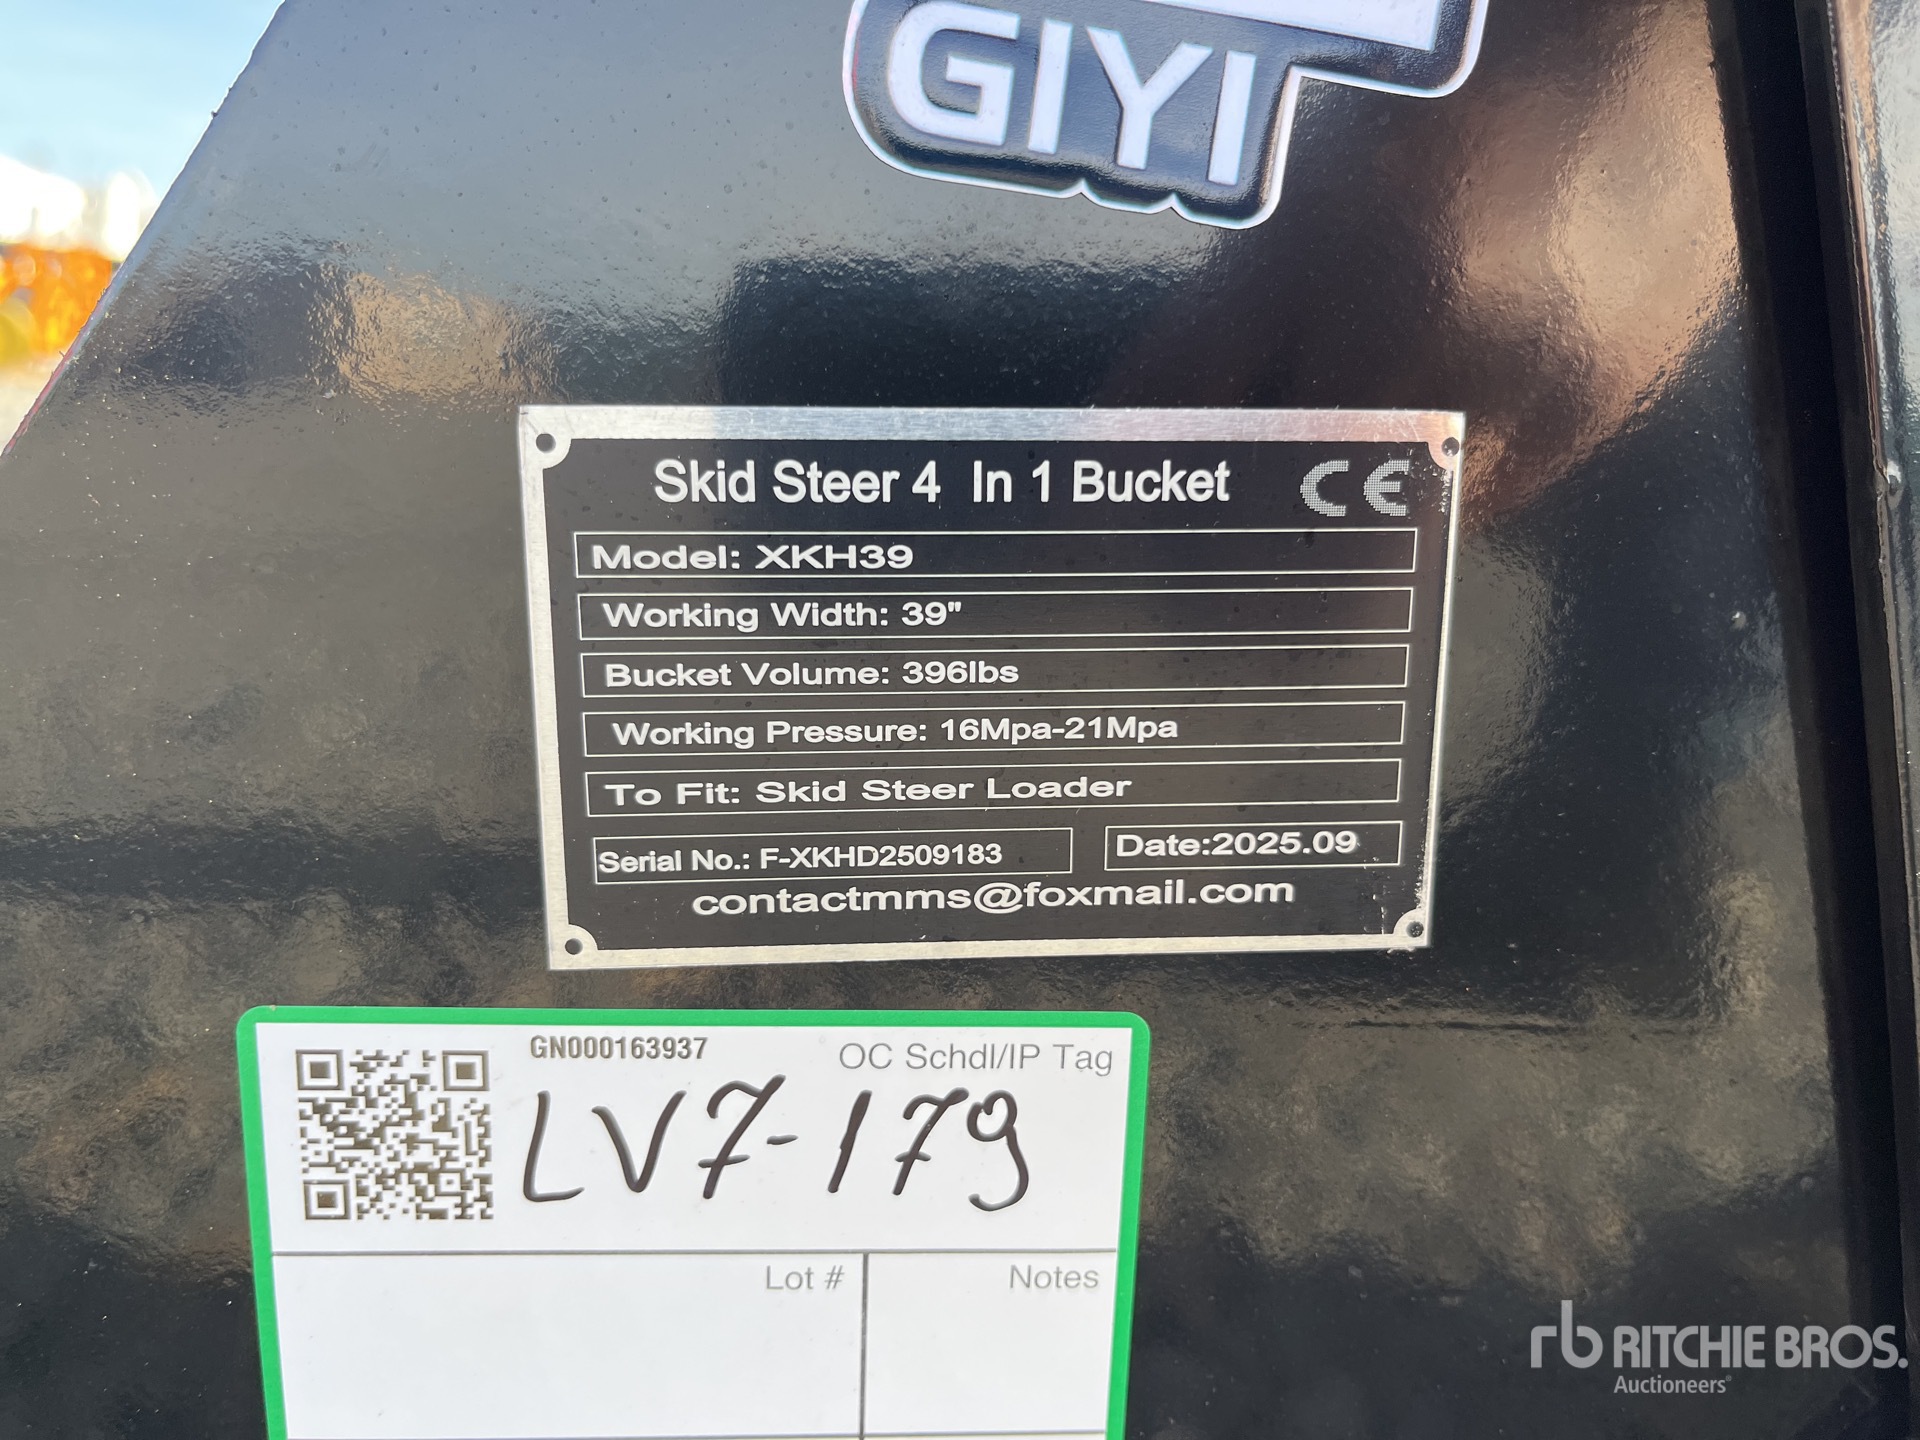 GIYI
Skid Steer 4 In 1 Bucket CE
Model: XKH39
Working Width: 39"
Bucket Volume: 396lbs
Working Pressure: 16Mpa-21Mpa
To Fit: Skid Steer Loader
Serial No.: F-XKHD2509183 Date:2025.09
contactmms@foxmail.com
GN000163937 OC Schdl/IP Tag
LV7-179
Lot # Notes
rb RITCHIE BROS.
Auctioneers